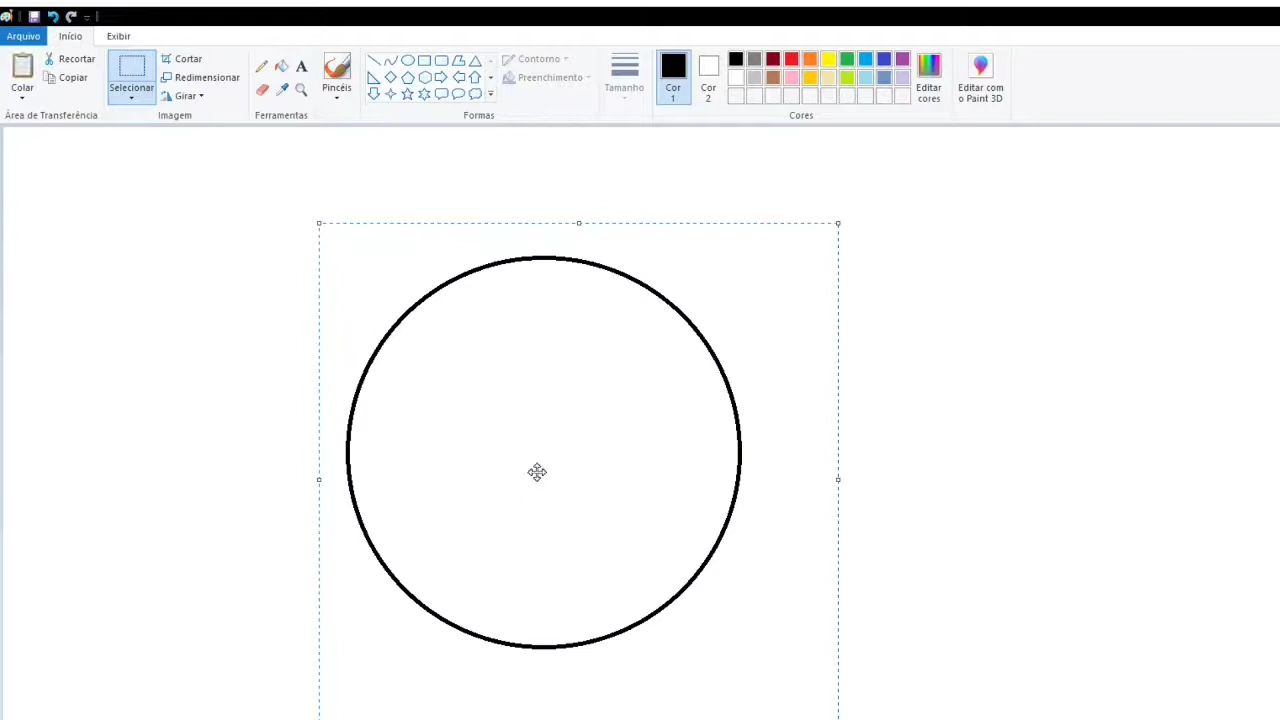 Arquivo Início Exibir
Colar
Recortar
Copiar
Área de Transferência
Selecionar
Cortar
Redimensionar
Girar
Imagem
A
Ferramentas
Pincéis
Formas
Contorno
Preenchimento
Tamanho
Cor
1
Cor
2
Editar
cores
Cores
Editar com
o Paint 3D